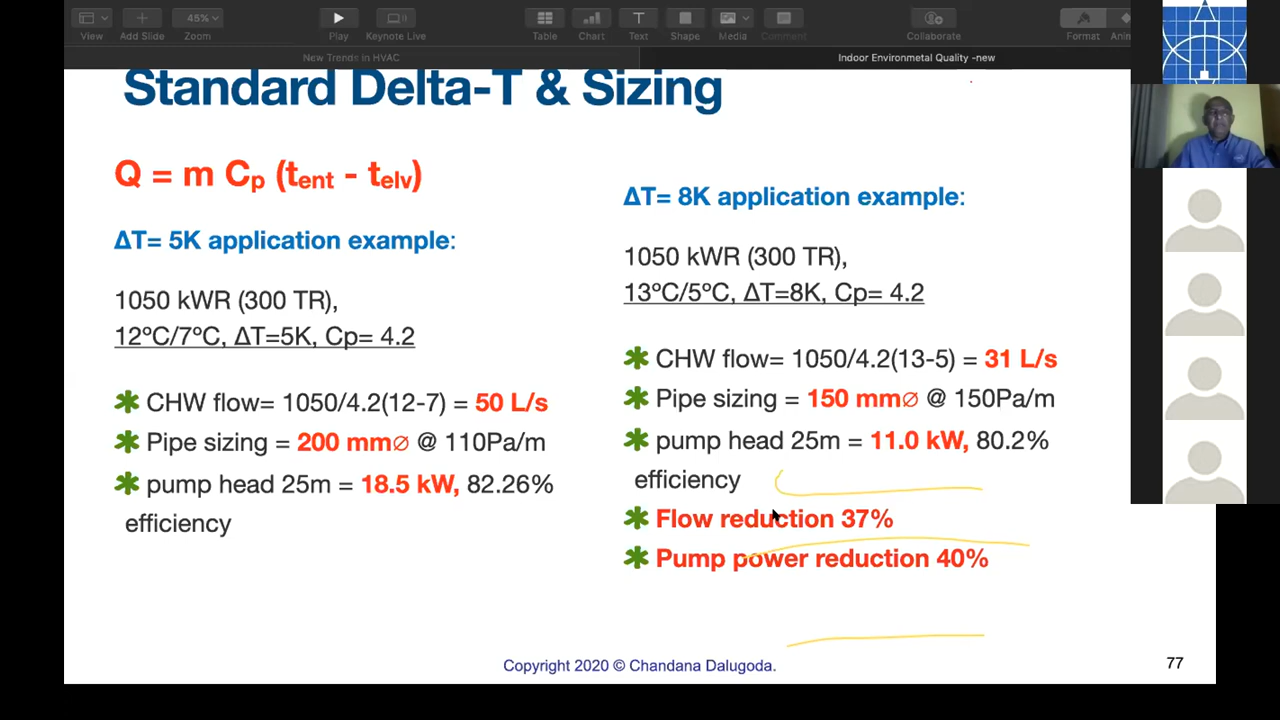 View
45%
Zoom
Add Slide
Play
Keynote Live
Table
Chart
Text
Shape
Media
Comment
Collaborate
Format
Ani
New Trends in HVAC
Indoor Environmetal Quality -new
Standard Delta-T & Sizing
Q = m Cp (tent - telv)
ΔT= 5K application example:
1050 kWR (300 TR),
12ºC/7ºC, ΔT=5K, Cp= 4.2
✱ CHW flow= 1050/4.2(12-7) = 50 L/s
✱ Pipe sizing = 200 mm∅ @ 110Pa/m
✱ pump head 25m = 18.5 kW, 82.26%
efficiency
ΔT= 8K application example:
1050 kWR (300 TR),
13ºC/5ºC, ΔT=8K, Cp= 4.2
✱ CHW flow= 1050/4.2(13-5) = 31 L/s
✱ Pipe sizing = 150 mm∅ @ 150Pa/m
✱ pump head 25m = 11.0 kW, 80.2%
efficiency
✱ Flow reduction 37%
✱ Pump power reduction 40%
Copyright 2020 © Chandana Dalugoda.
77